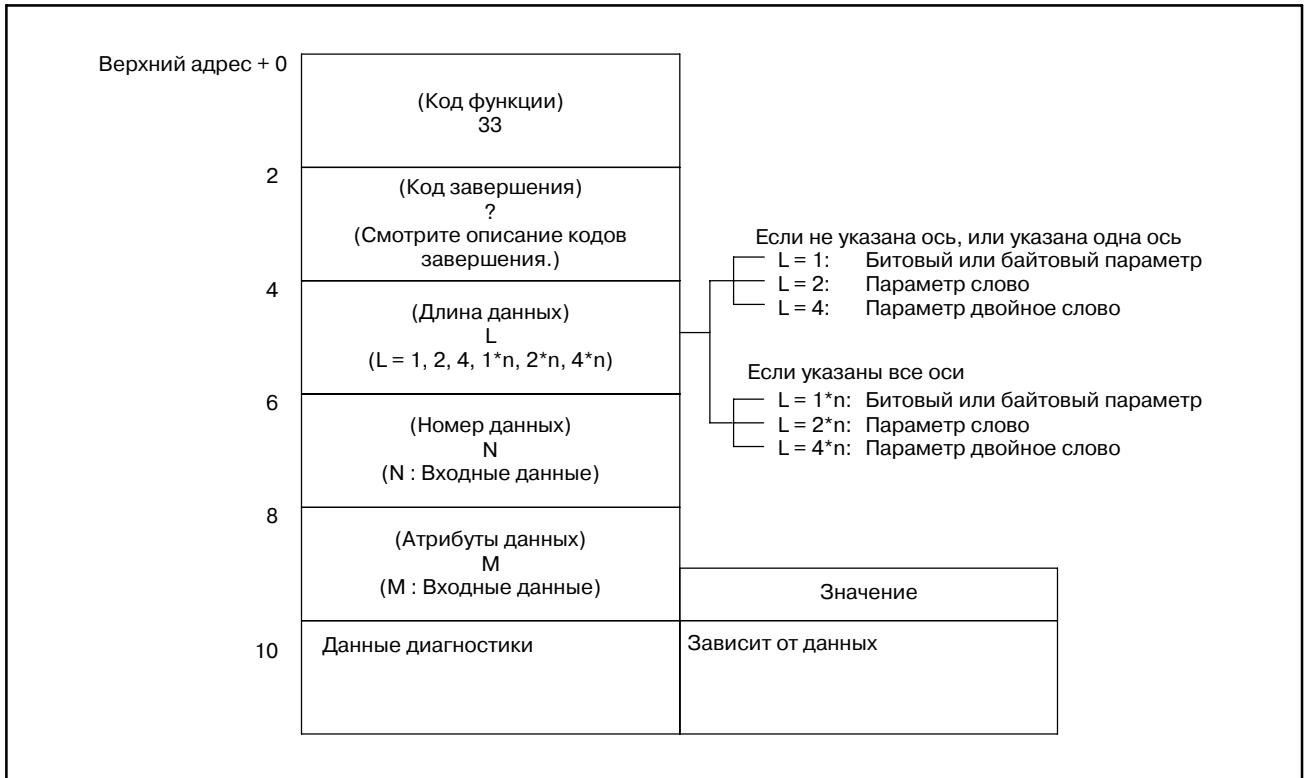 Верхний адрес + 0
(Код функции)
33
2
(Код завершения)
?
(Смотрите описание кодов
завершения.)
4
(Длина данных)
L
(L = 1, 2, 4, 1*n, 2*n, 4*n)
Если не указана ось, или указана одна ось
L = 1: Битовый или байтовый параметр
L = 2: Параметр слово
L = 4: Параметр двойное слово
Если указаны все оси
L = 1*n: Битовый или байтовый параметр
L = 2*n: Параметр слово
L = 4*n: Параметр двойное слово
6
(Номер данных)
N
(N : Входные данные)
8
(Атрибуты данных)
M
(M : Входные данные)
Значение
10
Данные диагностики
Зависит от данных